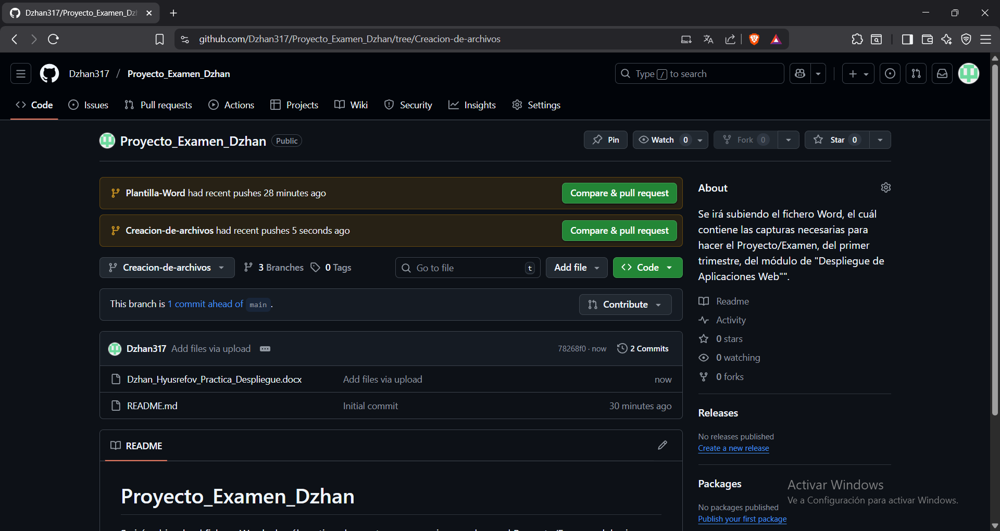 Dzhan317/Proyecto_Examen_Dz
github.com/Dzhan317/Proyecto_Examen_Dzhan/tree/Creacion-de-archivos
Dzhan317 / Proyecto_Examen_Dzhan
Type / to search
Code Issues Pull requests Actions Projects Wiki Security Insights Settings
Proyecto_Examen_Dzhan Public
Pin Watch 0 Fork 0 Star 0
Plantilla-Word had recent pushes 28 minutes ago
Compare & pull request
Creacion-de-archivos had recent pushes 5 seconds ago
Compare & pull request
Creacion-de-archivos 3 Branches 0 Tags
Go to file t Add file Code
This branch is 1 commit ahead of main .
Contribute
Dzhan317 Add files via upload 78268f0 · now 2 Commits
Dzhan_Hyusrefov_Practica_Despliegue.docx Add files via upload now
README.md Initial commit 30 minutes ago
README
Proyecto_Examen_Dzhan
About
Se irá subiendo el fichero Word, el cuál
contiene las capturas necesarias para
hacer el Proyecto/Examen, del primer
trimestre, del módulo de "Despliegue de
Aplicaciones Web"".
Readme
Activity
0 stars
0 watching
0 forks
Releases
No releases published
Create a new release
Packages
No packages published
Publish your first package
Activar Windows
Ve a Configuración para activar Windows.